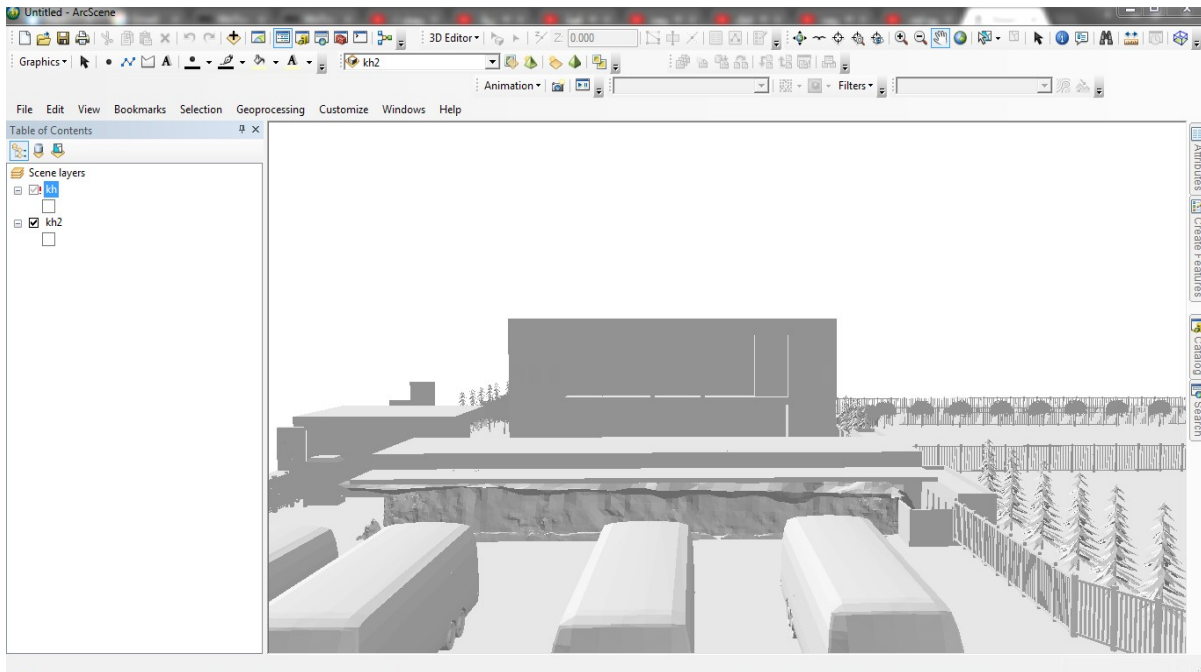 Untitled - ArcScene
3D Editor
0.000
Graphics
A
A
kh2
Animation
Filters
File Edit View Bookmarks Selection Geoprocessing Customize Windows Help
Table of Contents
Scene layers
kh
kh2
Attributes
Create Features
Catalog
Search